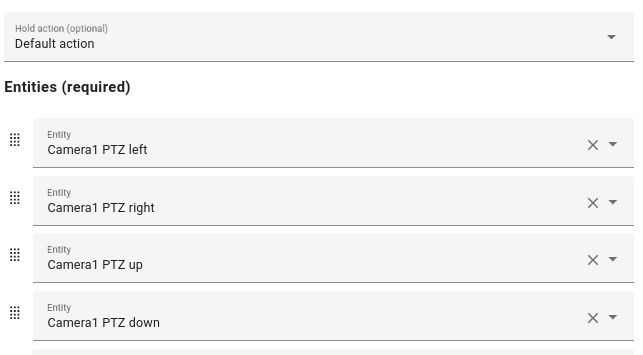 Hold action (optional)
Default action
Entities (required)
Entity
Camera1 PTZ left
Entity
Camera1 PTZ right
Entity
Camera1 PTZ up
Entity
Camera1 PTZ down